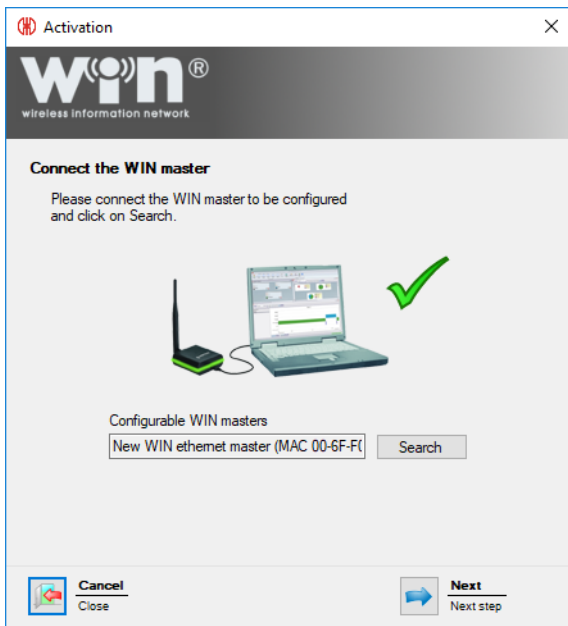 Activation
WIN®
wireless information network
Connect the WIN master
Please connect the WIN master to be configured
and click on Search.
Configurable WIN masters
New WIN ethernet master (MAC 00-6F-F(
Search
Cancel
Close
Next
Next step